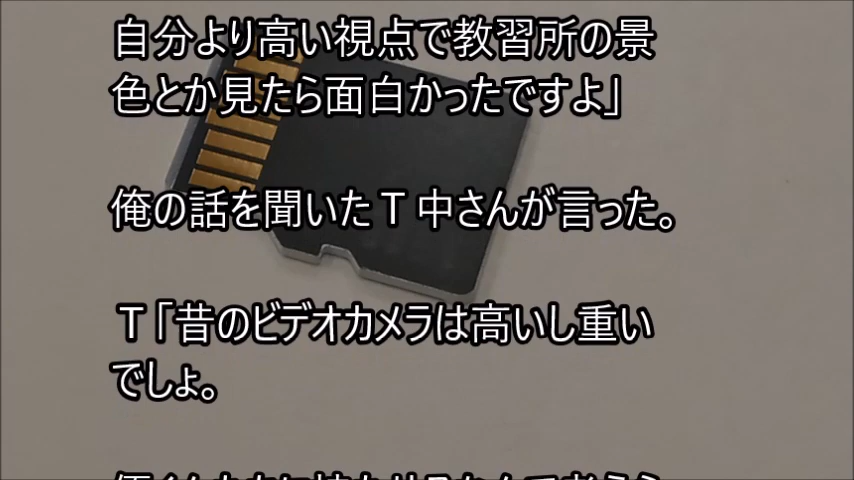 自分より高い視点で教習所の景
色とか見たら面白かったですよ」
俺の話を聞いたＴ中さんが言った。
Ｔ「昔のビデオカメラは高いし重い
でしょ。